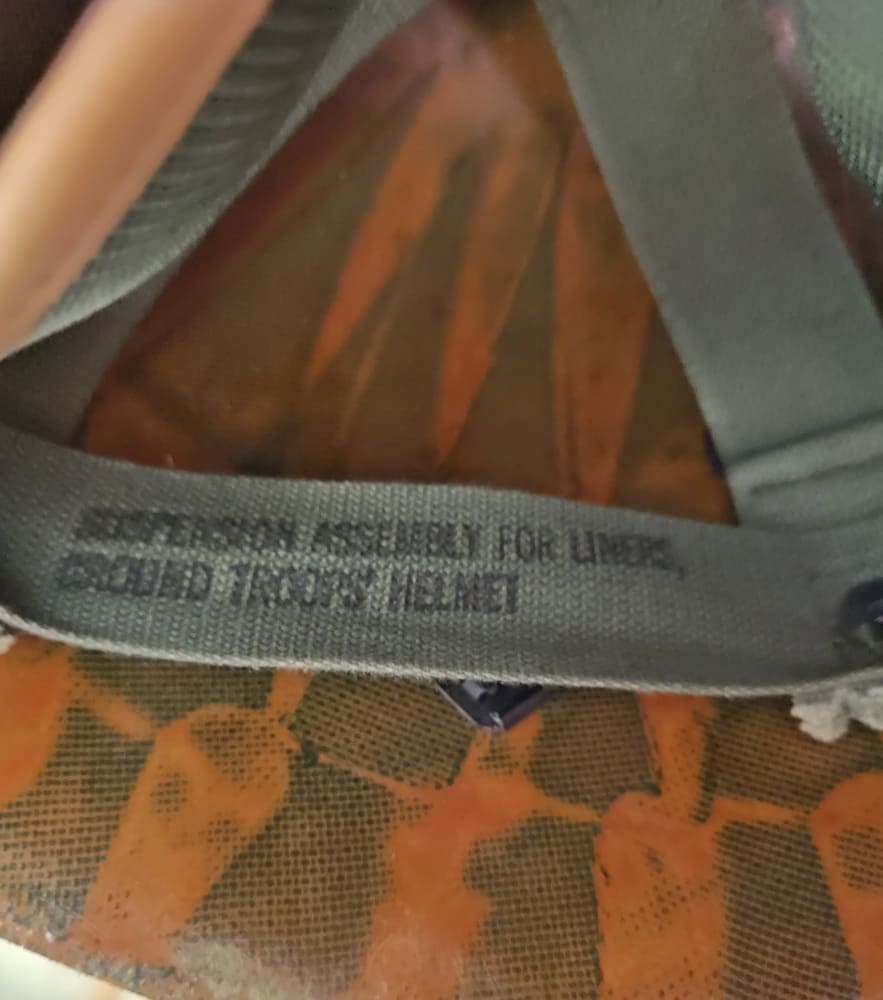 SUSPENSION ASSEMBLY FOR LINERS,
GROUND TROOPS' HELMET